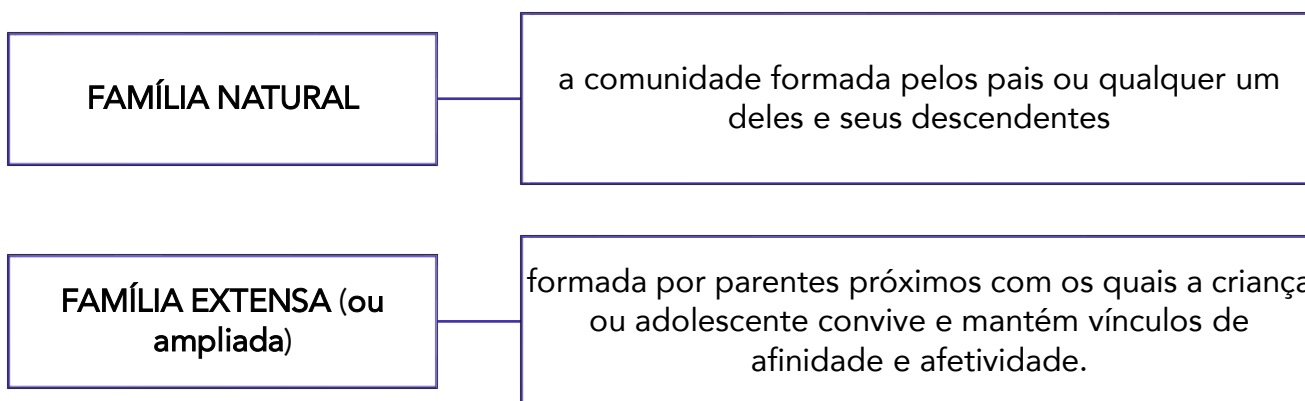 FAMÍLIA NATURAL
a comunidade formada pelos pais ou qualquer um
deles e seus descendentes
FAMÍLIA EXTENSA (ou
ampliada)
formada por parentes próximos com os quais a criança
ou adolescente convive e mantém vínculos de
afinidade e afetividade.